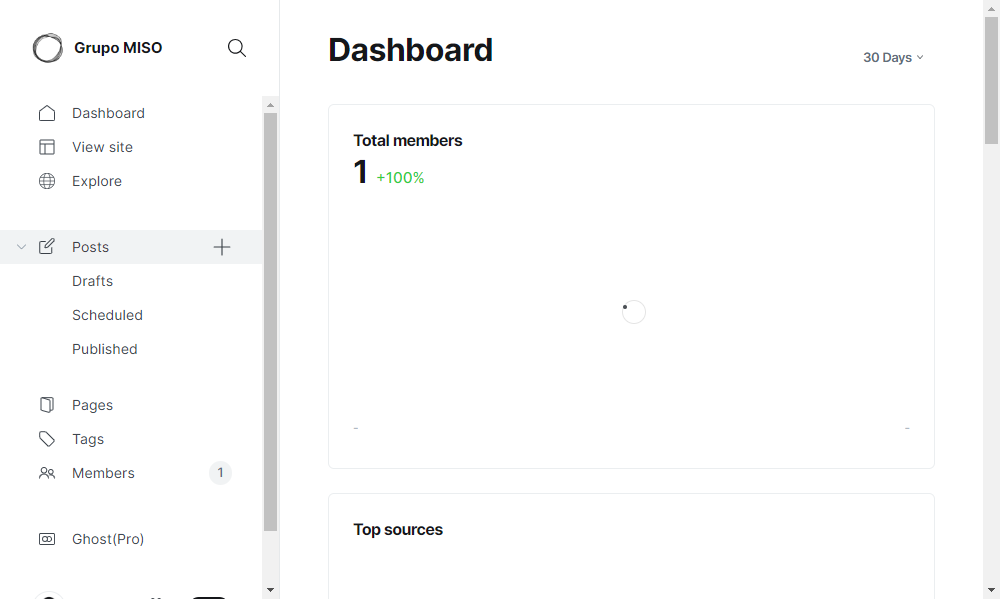 Grupo MISO
Dashboard
View site
Explore
Posts
Drafts
Scheduled
Published
Pages
Tags
Members 1
Ghost(Pro)
Dashboard
30 Days
Total members
1 +100%
- -
Top sources